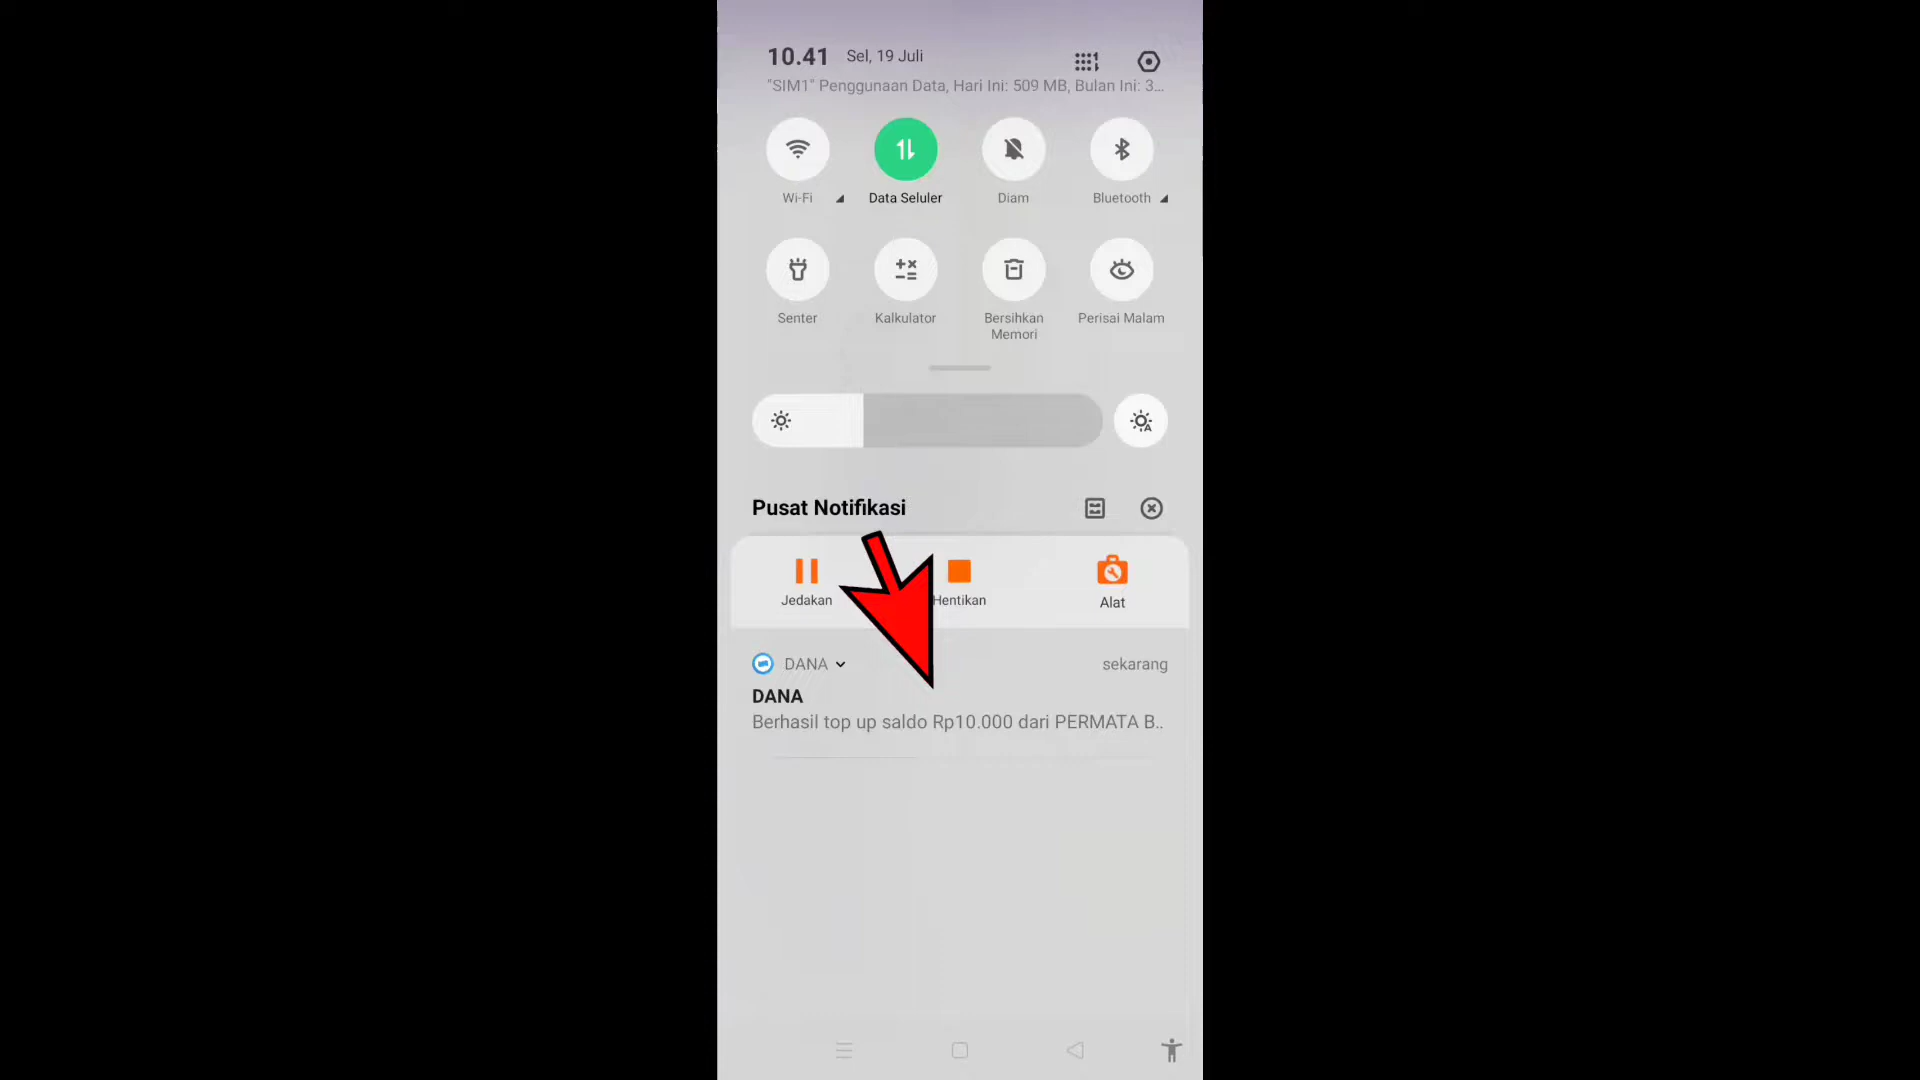 10.41 Sel, 19 Juli
"SIM1" Penggunaan Data, Hari Ini: 509 MB, Bulan Ini: 3...
Wi-Fi Data Seluler Diam Bluetooth
Senter Kalkulator Bersihkan Memori Perisai Malam
Pusat Notifikasi
Jedakan Hentikan Alat
DANA sekarang
DANA
Berhasil top up saldo Rp10.000 dari PERMATA B..